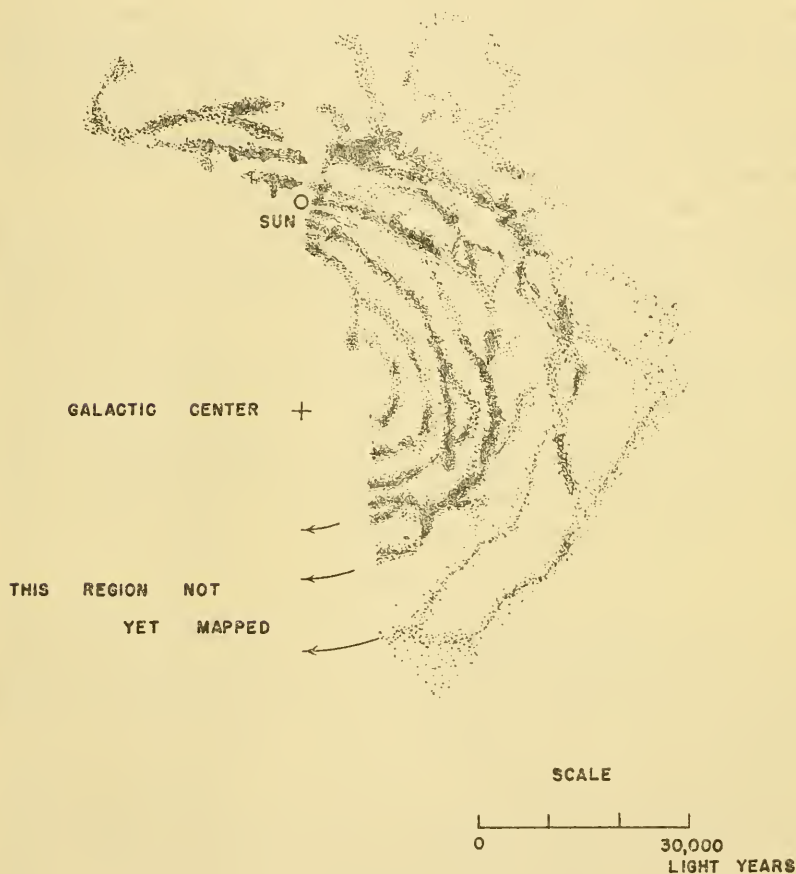 SUN
GALACTIC CENTER
THIS REGION NOT
YET MAPPED
SCALE
0 30,000
LIGHT YEARS